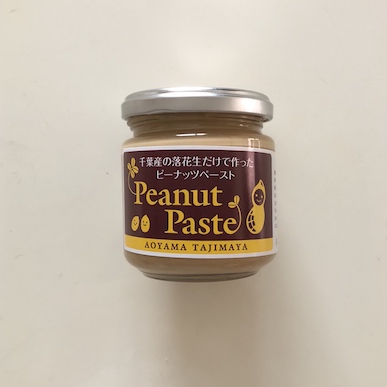 千葉産の落花生だけで作った
ピーナッツペースト
Peanut
Paste
AOYAMA TAJIMAYA